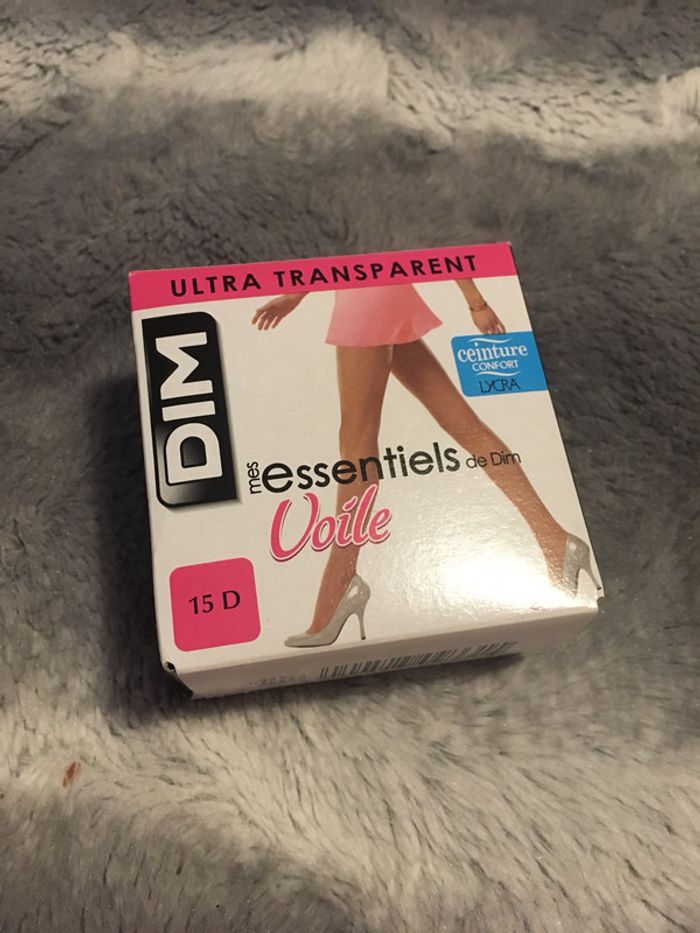 ULTRA TRANSPARENT
DIM
ceinture
CONFORT
LYCRA
mes essentiels de Dim
Voile
15 D